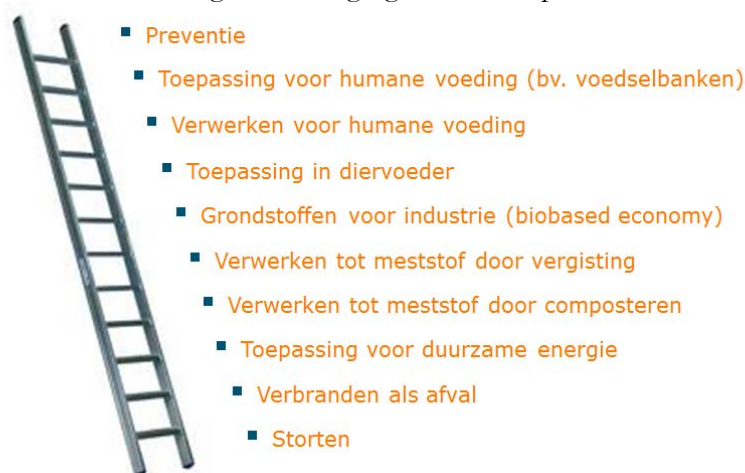 Preventie
Toepassing voor humane voeding (bv. voedselbanken)
Verwerken voor humane voeding
Toepassing in diervoeder
Grondstoffen voor industrie (biobased economy)
Verwerken tot meststof door vergisting
Verwerken tot meststof door composteren
Toepassing voor duurzame energie
Verbranden als afval
Storten